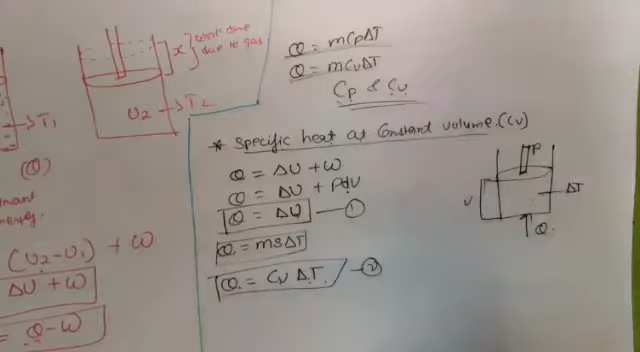 x } work done
due to gas
U2 → T2
→ T1
(Q)
(U2-U1) + W
ΔU + W
= Q - W
Q = mCpΔT
Q = mCvΔT
Cp & Cv
* Specific heat at Constant volume. (Cv)
Q = ΔU + W
Q = ΔU + Pdv
Q = ΔU — ①
Q = msΔT
Q = Cv ΔT — ②
P
V
ΔT
Q